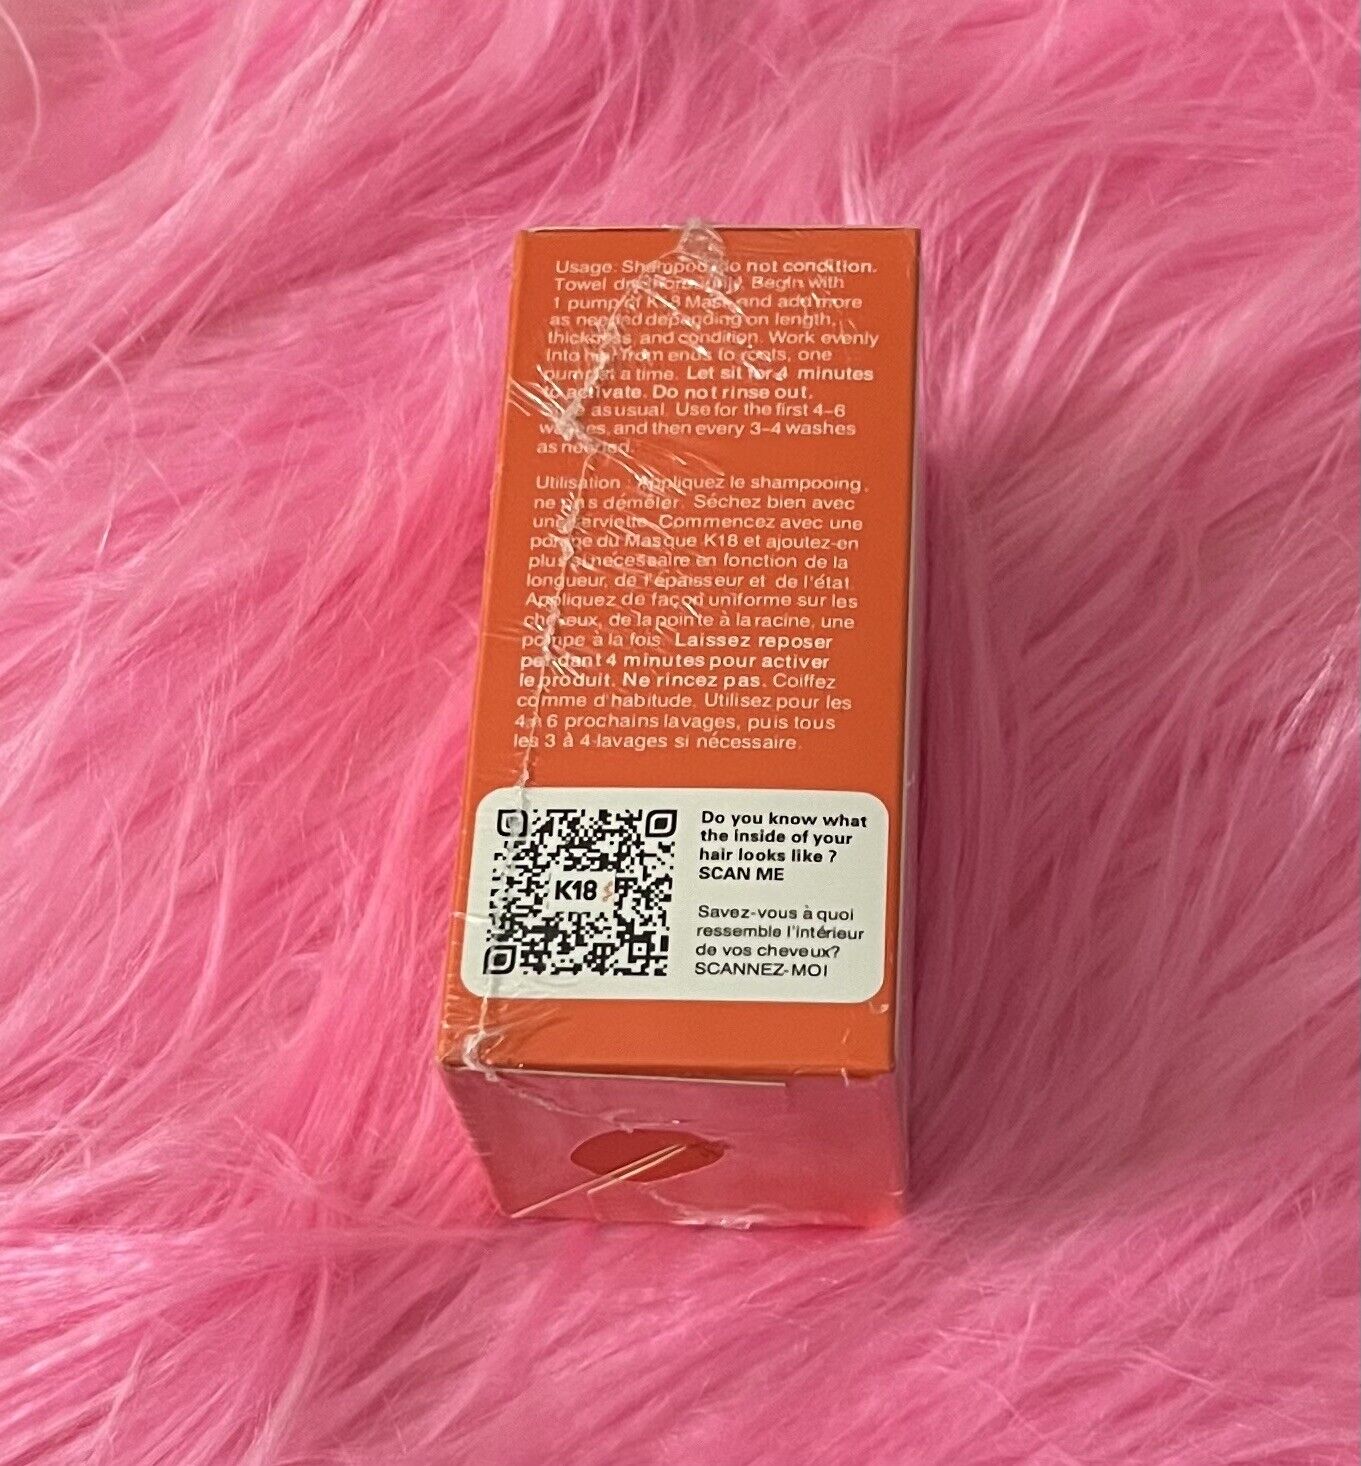 Usage. Shampoo, do not condition.
Towel dry thoroughly. Begin with
1 pump of K18 Mask and add more
as needed depending on length,
thickness, and condition. Work evenly
Into hair from ends to roots, one
pump at a time. Let sit for 4 minutes
to activate. Do not rinse out.
as usual. Use for the first 4-6
washes, and then every 3-4 washes
as needed.
Utilisation : Appliquez le shampooing,
ne pas démêler. Séchez bien avec
une serviette. Commencez avec une
pompe du Masque K18 et ajoutez-en
plus si nécessaire en fonction de la
longueur, de l'épaisseur et de l'état.
Appliquez de façon uniforme sur les
cheveux, de la pointe à la racine, une
pompe à la fois. Laissez reposer
pendant 4 minutes pour activer
le produit. Ne rincez pas. Coiffez
comme d'habitude. Utilisez pour les
4 à 6 prochains lavages, puis tous
les 3 à 4 lavages si nécessaire.
K18
Do you know what
the inside of your
hair looks like ?
SCAN ME
Savez-vous à quoi
ressemble l'intérieur
de vos cheveux?
SCANNEZ-MOI